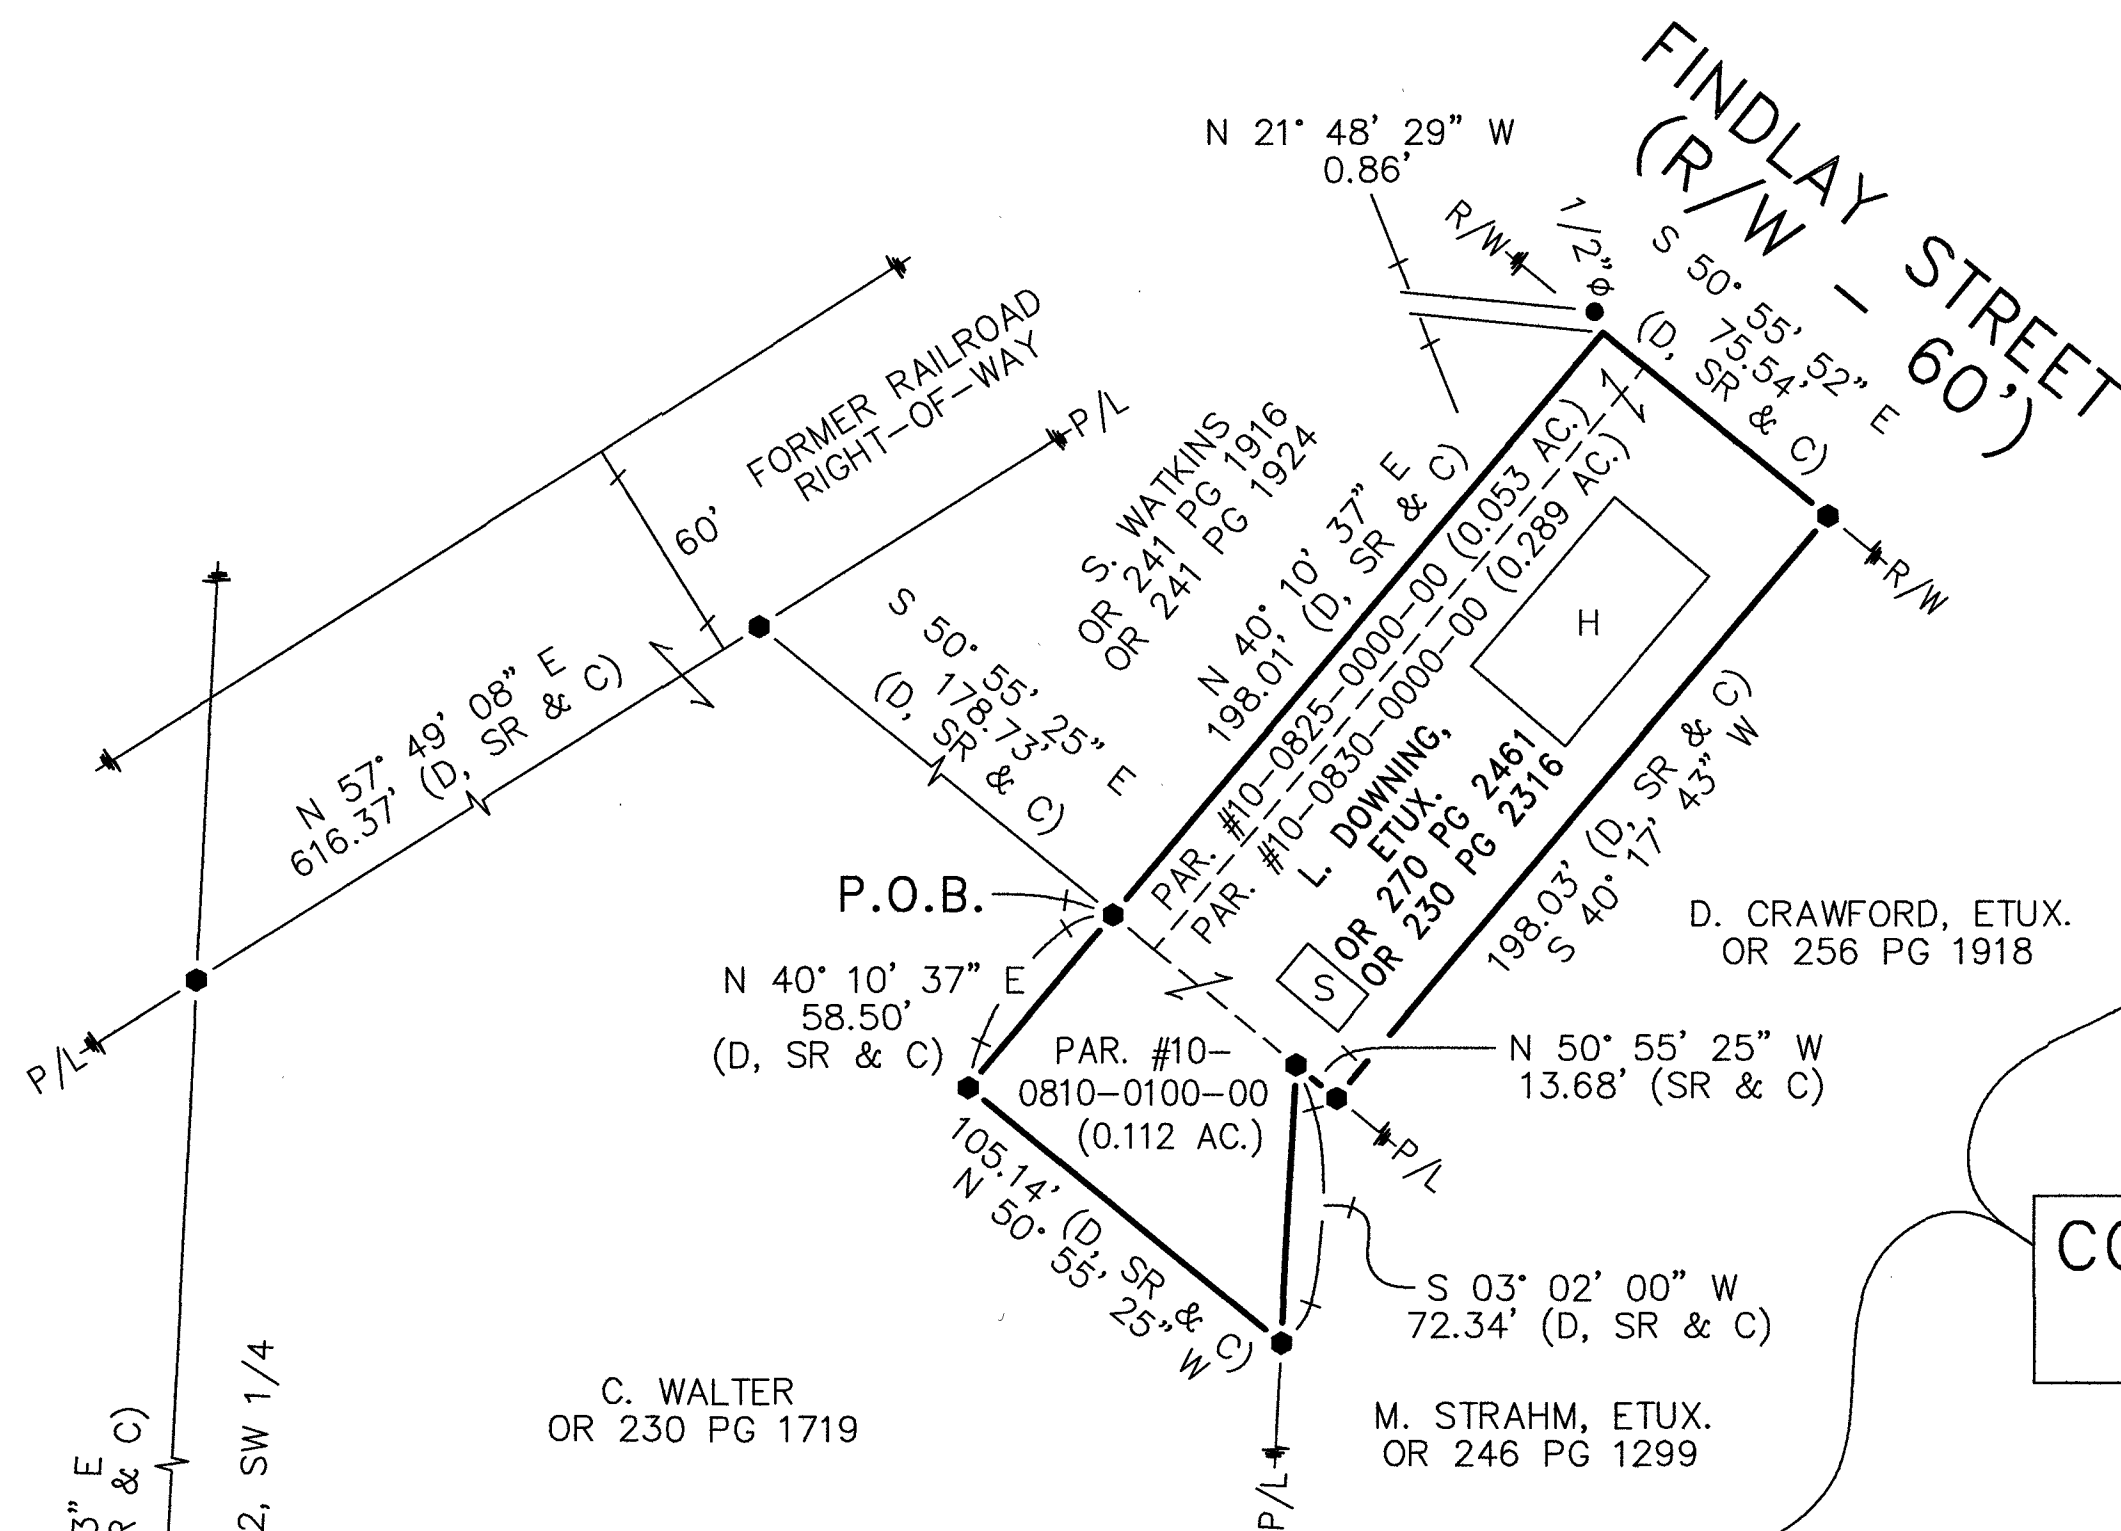 FINDLAY STREET
(R/W - 60')
N 21° 48' 29" W
0.86'
R/W
1/2"φ
S 50° 55' 52" E
75.54'
(D, SR & C)
FORMER RAILROAD
RIGHT-OF-WAY
P/L
60'
S. WATKINS
OR 241 PG 1916
OR 241 PG 1924
N 40° 10' 37" E
198.01' (D, SR & C)
PAR. #10-0825-0000-00 (0.053 AC.)
PAR. #10-0830-0000-00 (0.289 AC.)
H
R/W
N 57° 49' 08" E
616.37' (D, SR & C)
S 50° 55' 25" E
178.73'
(D, SR & C)
L. DOWNING,
ETUX.
OR 270 PG 2461
OR 230 PG 2316
198.03' (D, SR & C)
S 40° 17' 43" W
P.O.B.
D. CRAWFORD, ETUX.
OR 256 PG 1918
S
P/L
N 40° 10' 37" E
58.50'
(D, SR & C)
PAR. #10-
0810-0100-00
(0.112 AC.)
N 50° 55' 25" W
13.68' (SR & C)
P/L
105.14' (D, SR & C)
N 50° 55' 25" W
S 03° 02' 00" W
72.34' (D, SR & C)
C. WALTER
OR 230 PG 1719
M. STRAHM, ETUX.
OR 246 PG 1299
P/L
3" E
R & C)
2, SW 1/4